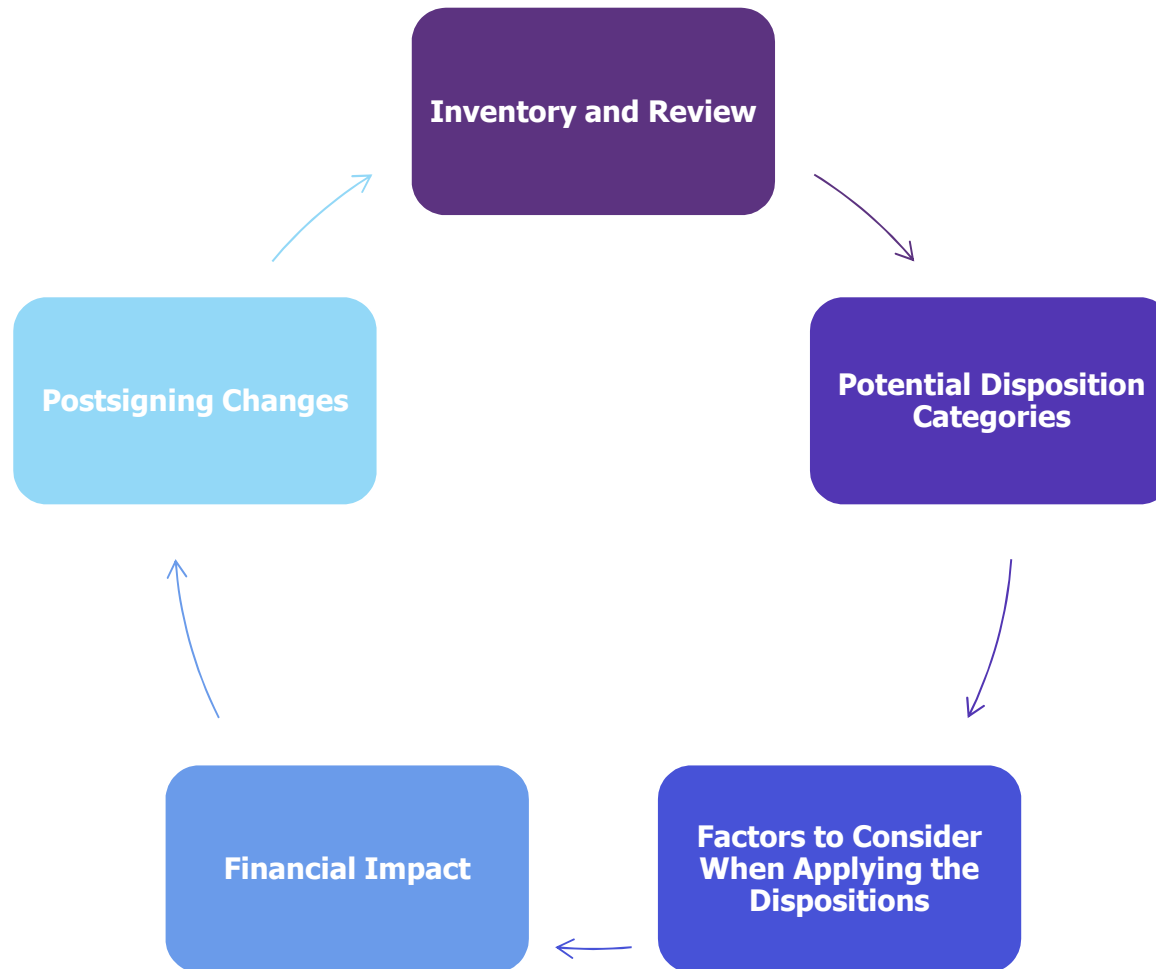 Inventory and Review
Potential Disposition
Categories
Factors to Consider
When Applying the
Dispositions
Financial Impact
Postsigning Changes